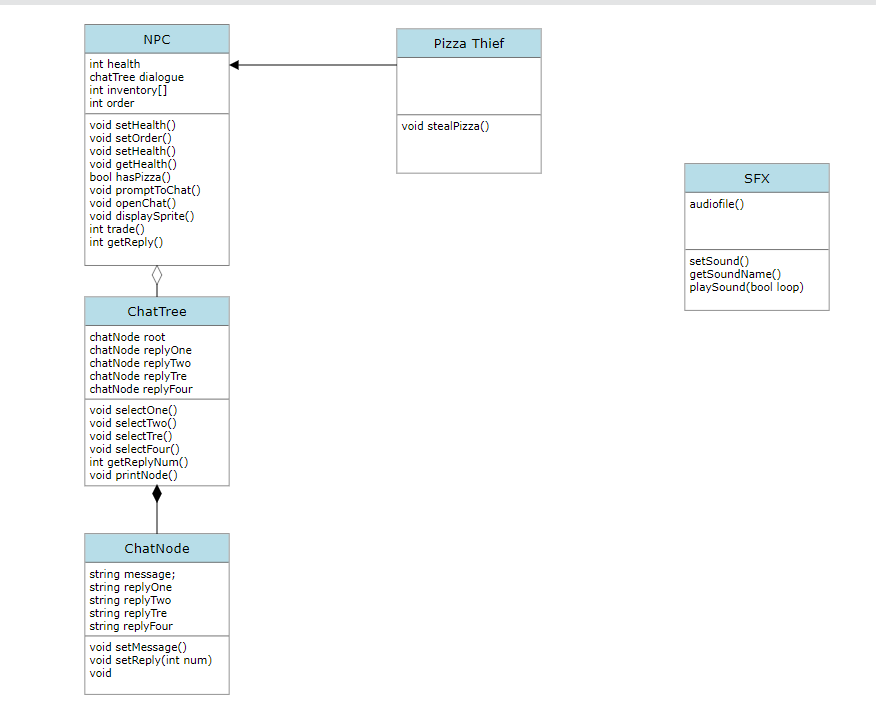 NPC
int health
chatTree dialogue
int inventory[]
int order
void setHealth()
void setOrder()
void setHealth()
void getHealth()
bool hasPizza()
void promptToChat()
void openChat()
void displaySprite()
int trade()
int getReply()
Pizza Thief
void stealPizza()
SFX
audiofile()
setSound()
getSoundName()
playSound(bool loop)
ChatTree
chatNode root
chatNode replyOne
chatNode replyTwo
chatNode replyTre
chatNode replyFour
void selectOne()
void selectTwo()
void selectTre()
void selectFour()
int getReplyNum()
void printNode()
ChatNode
string message;
string replyOne
string replyTwo
string replyTre
string replyFour
void setMessage()
void setReply(int num)
void